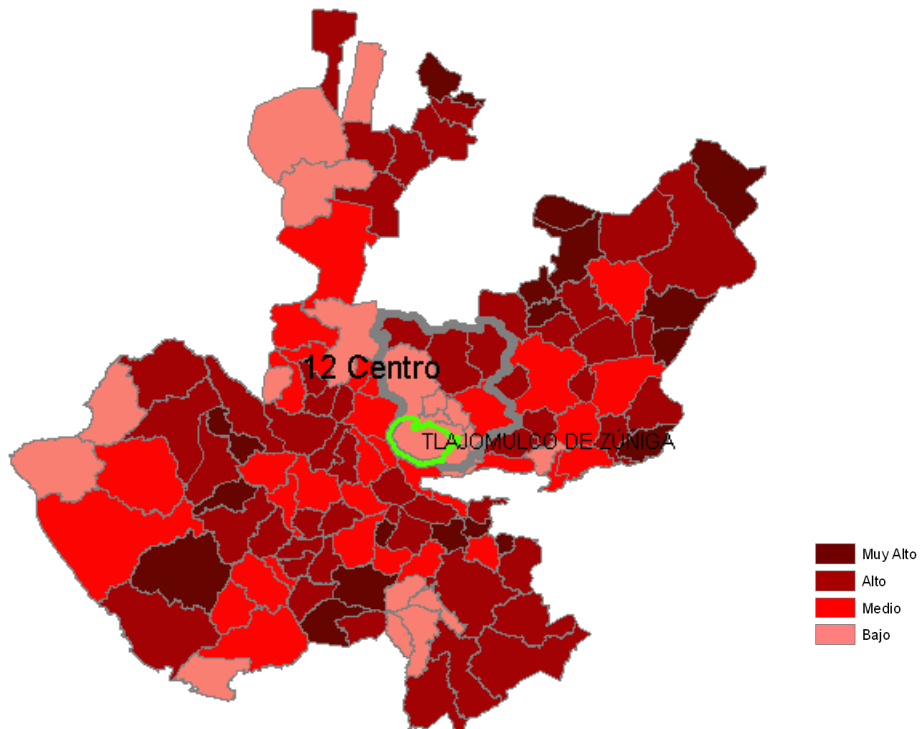 12 Centro
TLAJOMULCO DE ZÚÑIGA
Muy Alto
Alto
Medio
Bajo